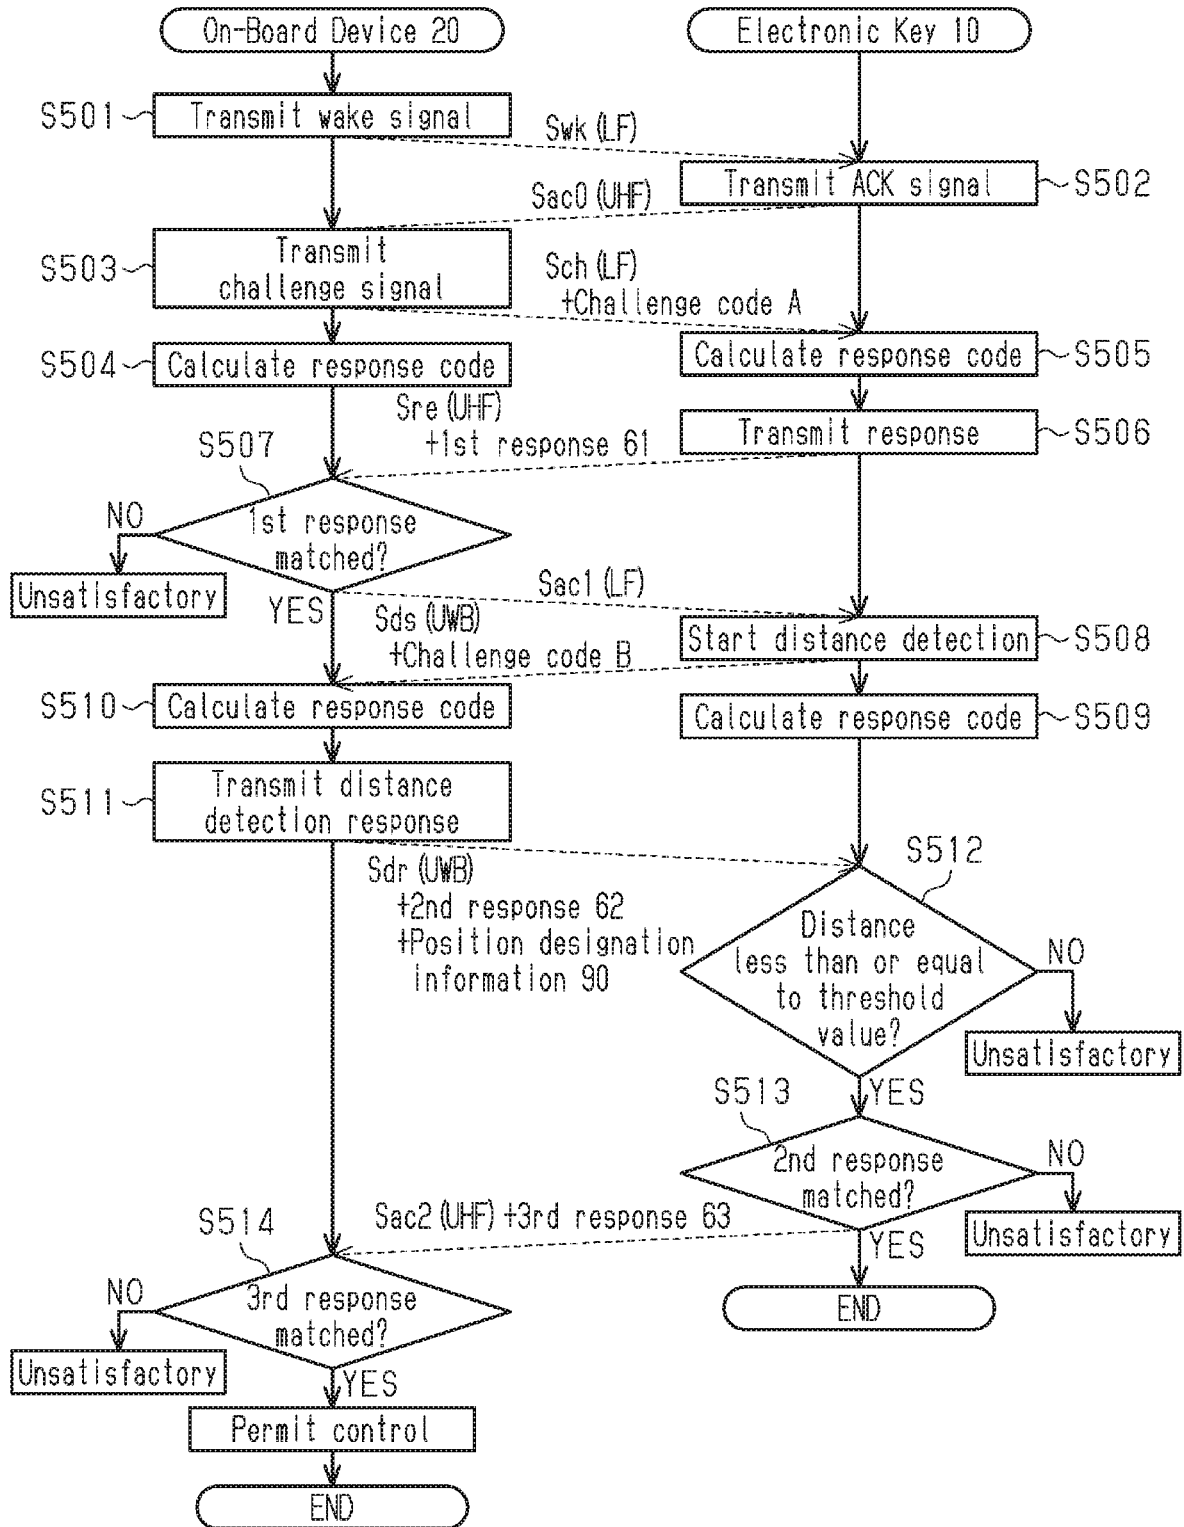 On-Board Device 20
Electronic Key 10
S501
Transmit wake signal
Swk (LF)
Transmit ACK signal
S502
Sac0 (UHF)
S503
Transmit
challenge signal
Sch (LF)
+Challenge code A
S504
Calculate response code
Calculate response code
S505
Sre (UHF)
+1st response 61
Transmit response
S506
S507
NO
1st response
matched?
Unsatisfactory
YES
Sac1 (LF)
Sds (UWB)
+Challenge code B
Start distance detection
S508
S510
Calculate response code
Calculate response code
S509
S511
Transmit distance
detection response
Sdr (UWB)
+2nd response 62
+Position designation
information 90
S512
Distance
less than or equal
to threshold
value?
NO
Unsatisfactory
YES
S513
2nd response
matched?
NO
Unsatisfactory
YES
Sac2 (UHF) +3rd response 63
END
S514
NO
3rd response
matched?
Unsatisfactory
YES
Permit control
END